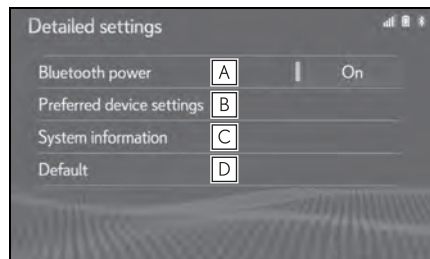 Detailed settings
Bluetooth power A On
Preferred device settings B
System information C
Default D